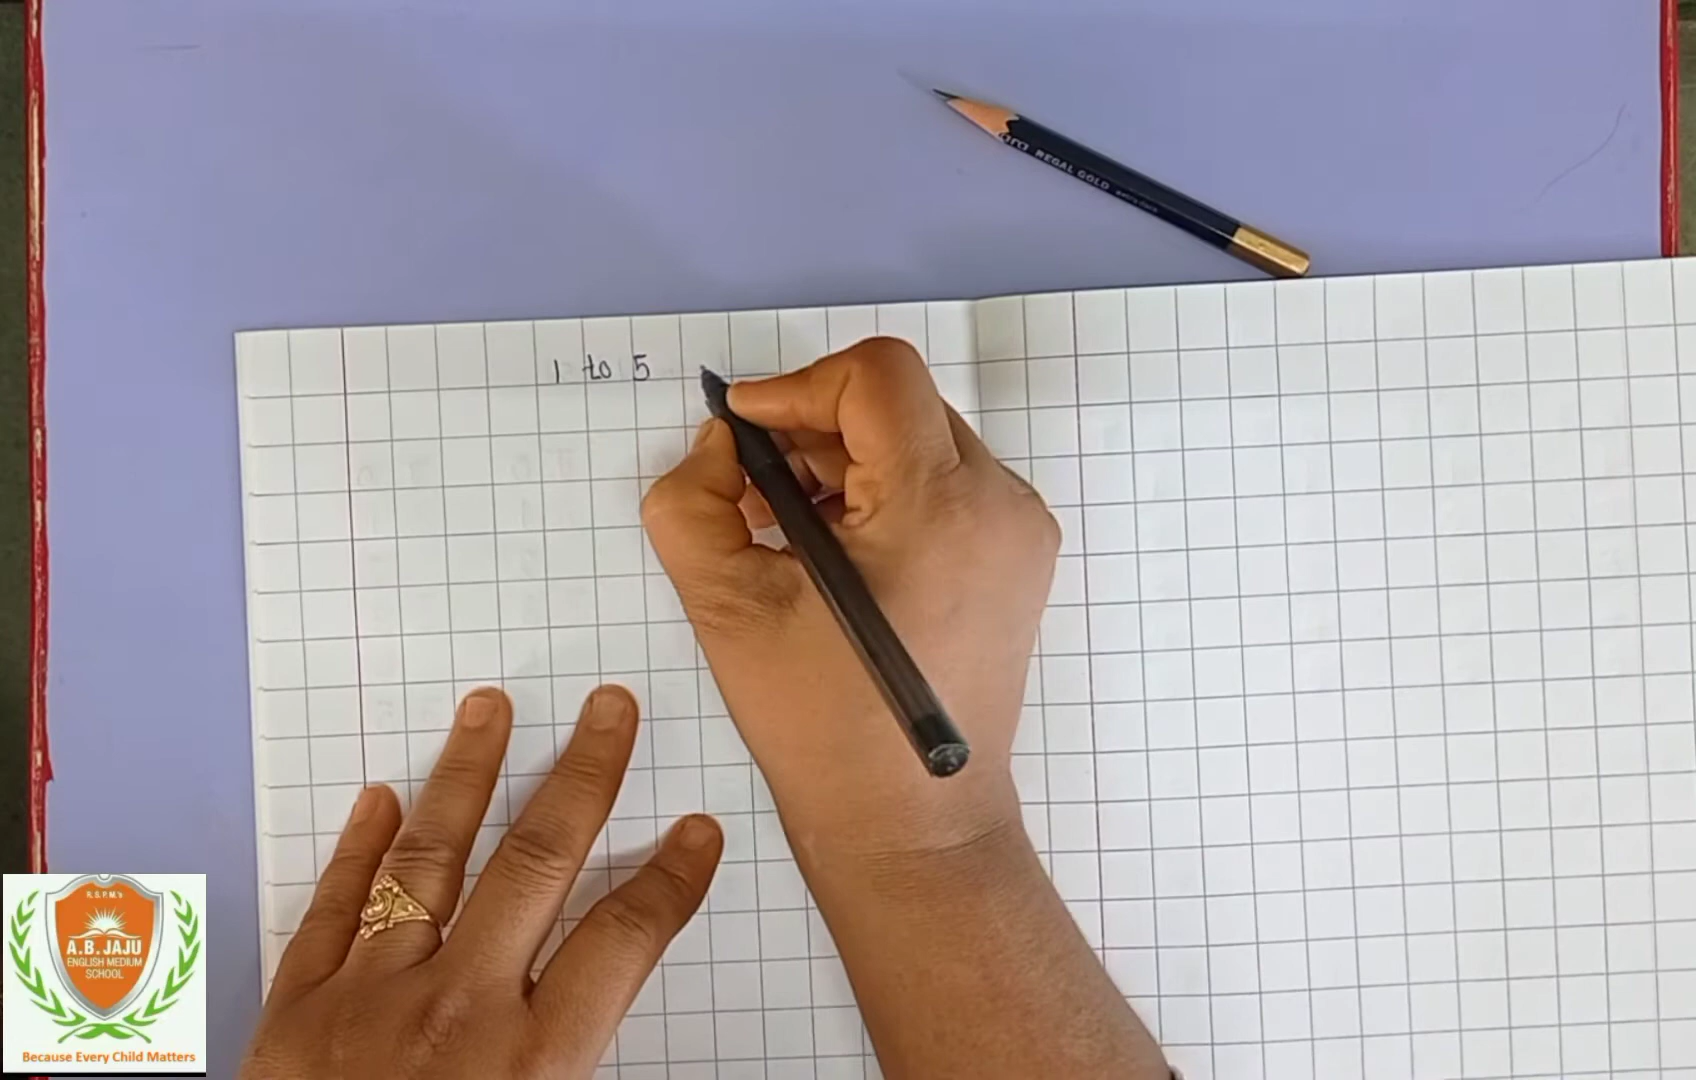 1 to 5
REGAL GOLD
R.S.P.M.'s
A.B. JAJU
ENGLISH MEDIUM
SCHOOL
Because Every Child Matters